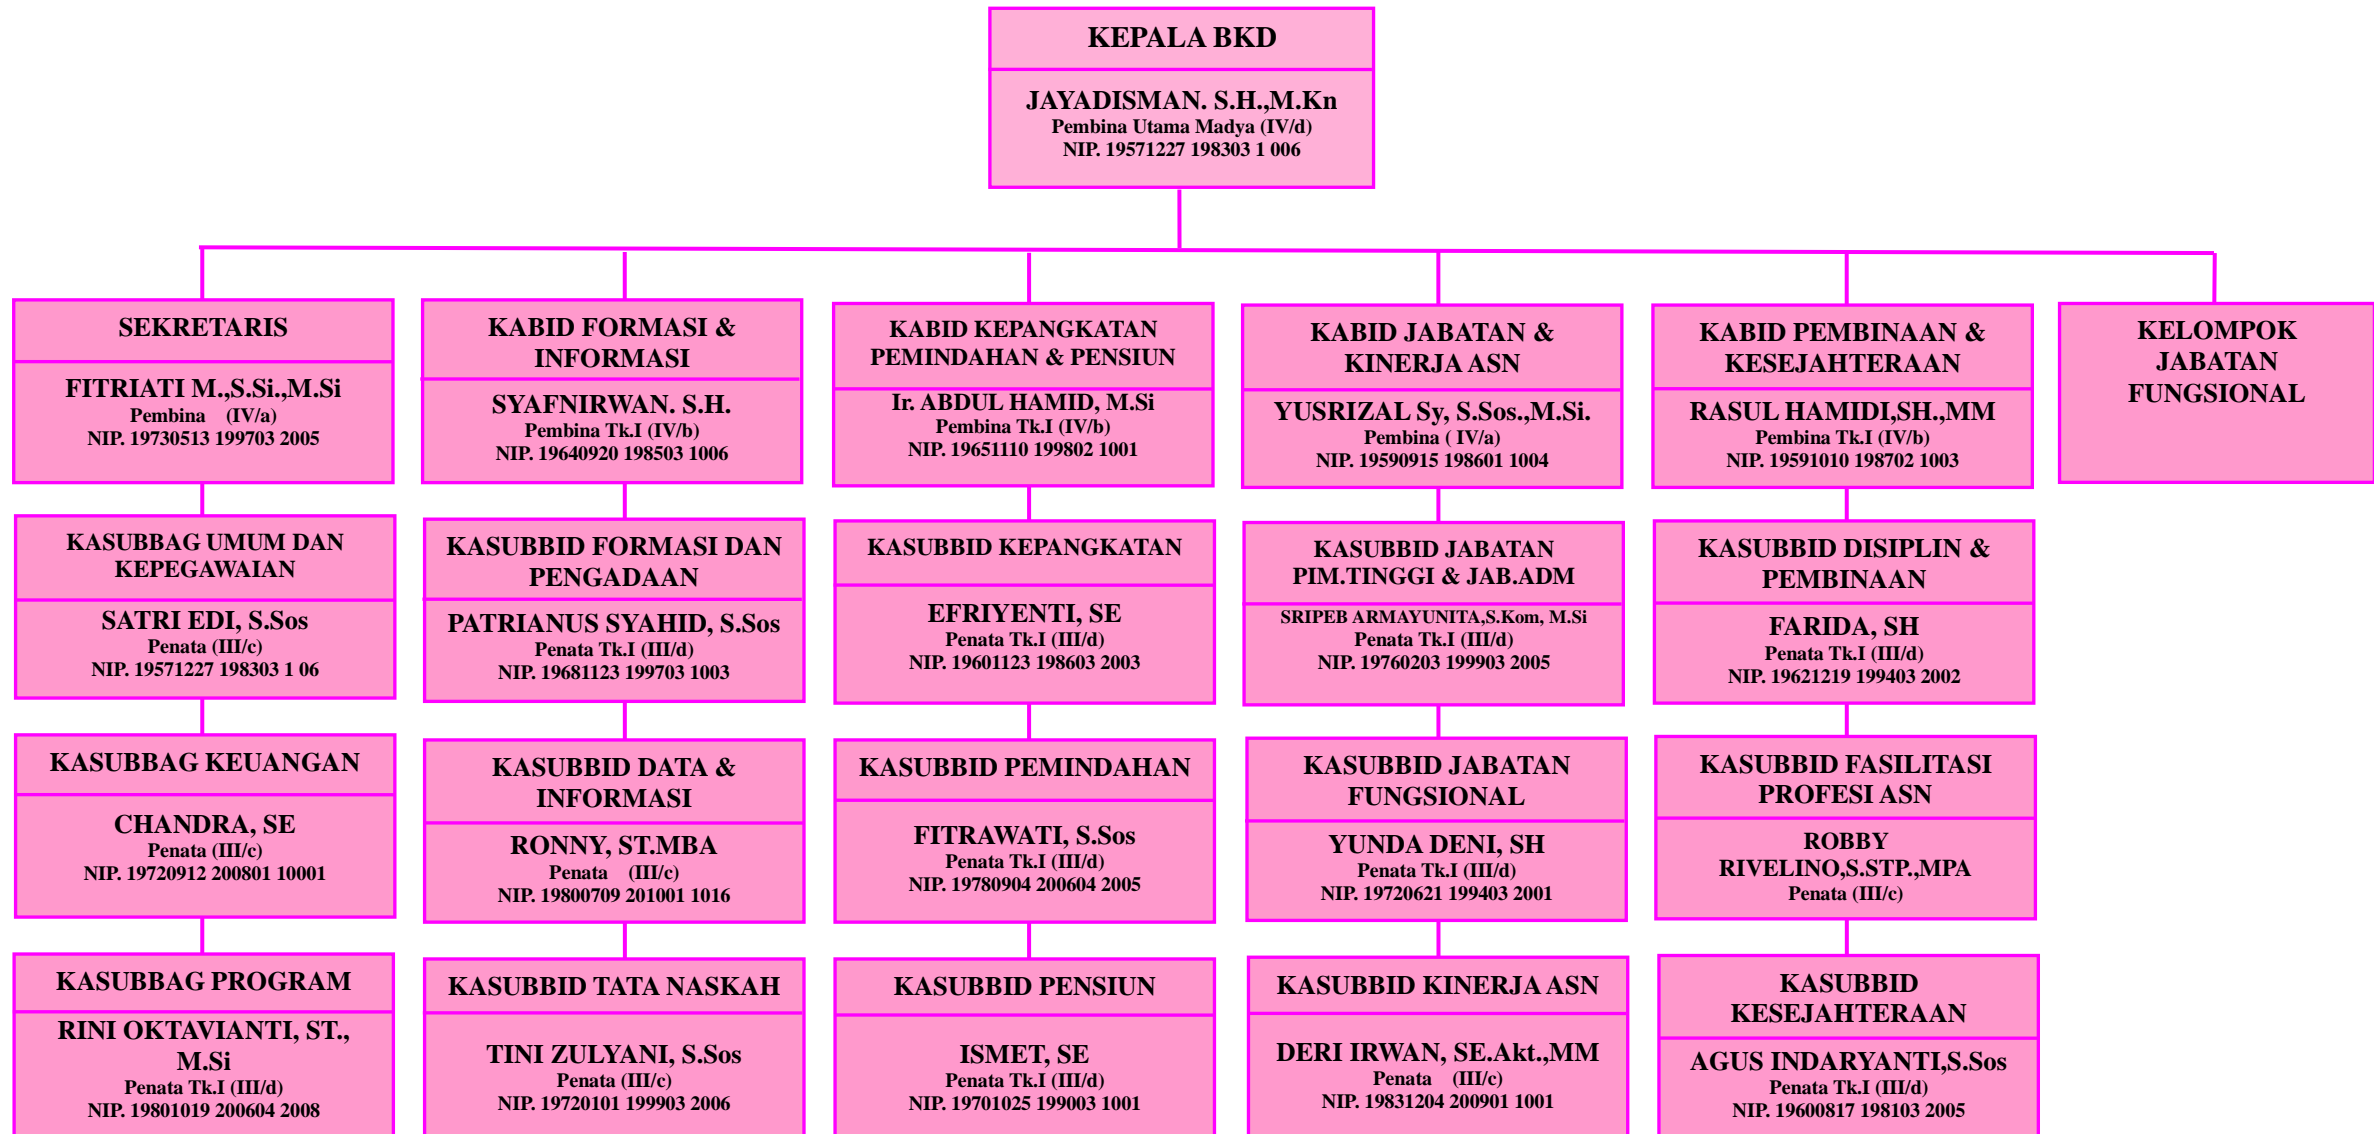 KEPALA BKD
JAYADISMAN. S.H.,M.Kn
Pembina Utama Madya (IV/d)
NIP. 19571227 198303 1 006
SEKRETARIS
FITRIATI M.,S.Si.,M.Si
Pembina (IV/a)
NIP. 19730513 199703 2005
KABID FORMASI &
INFORMASI
SYAFNIRWAN. S.H.
Pembina Tk.I (IV/b)
NIP. 19640920 198503 1006
KABID KEPANGKATAN
PEMINDAHAN & PENSIUN
Ir. ABDUL HAMID, M.Si
Pembina Tk.I (IV/b)
NIP. 19651110 199802 1001
KABID JABATAN &
KINERJA ASN
YUSRIZAL Sy, S.Sos.,M.Si.
Pembina ( IV/a)
NIP. 19590915 198601 1004
KABID PEMBINAAN &
KESEJAHTERAAN
RASUL HAMIDI,SH.,MM
Pembina Tk.I (IV/b)
NIP. 19591010 198702 1003
KELOMPOK
JABATAN
FUNGSIONAL
KASUBBAG UMUM DAN
KEPEGAWAIAN
SATRI EDI, S.Sos
Penata (III/c)
NIP. 19571227 198303 1 06
KASUBBID FORMASI DAN
PENGADAAN
PATRIANUS SYAHID, S.Sos
Penata Tk.I (III/d)
NIP. 19681123 199703 1003
KASUBBID KEPANGKATAN
EFRIYENTI, SE
Penata Tk.I (III/d)
NIP. 19601123 198603 2003
KASUBBID JABATAN
PIM.TINGGI & JAB.ADM
SRIPEB ARMAYUNITA,S.Kom, M.Si
Penata Tk.I (III/d)
NIP. 19760203 199903 2005
KASUBBID DISIPLIN &
PEMBINAAN
FARIDA, SH
Penata Tk.I (III/d)
NIP. 19621219 199403 2002
KASUBBAG KEUANGAN
CHANDRA, SE
Penata (III/c)
NIP. 19720912 200801 10001
KASUBBID DATA &
INFORMASI
RONNY, ST.MBA
Penata (III/c)
NIP. 19800709 201001 1016
KASUBBID PEMINDAHAN
FITRAWATI, S.Sos
Penata Tk.I (III/d)
NIP. 19780904 200604 2005
KASUBBID JABATAN
FUNGSIONAL
YUNDA DENI, SH
Penata Tk.I (III/d)
NIP. 19720621 199403 2001
KASUBBID FASILITASI
PROFESI ASN
ROBBY
RIVELINO,S.STP.,MPA
Penata (III/c)
KASUBBAG PROGRAM
RINI OKTAVIANTI, ST.,
M.Si
Penata Tk.I (III/d)
NIP. 19801019 200604 2008
KASUBBID TATA NASKAH
TINI ZULYANI, S.Sos
Penata (III/c)
NIP. 19720101 199903 2006
KASUBBID PENSIUN
ISMET, SE
Penata Tk.I (III/d)
NIP. 19701025 199003 1001
KASUBBID KINERJA ASN
DERI IRWAN, SE.Akt.,MM
Penata (III/c)
NIP. 19831204 200901 1001
KASUBBID
KESEJAHTERAAN
AGUS INDARYANTI,S.Sos
Penata Tk.I (III/d)
NIP. 19600817 198103 2005